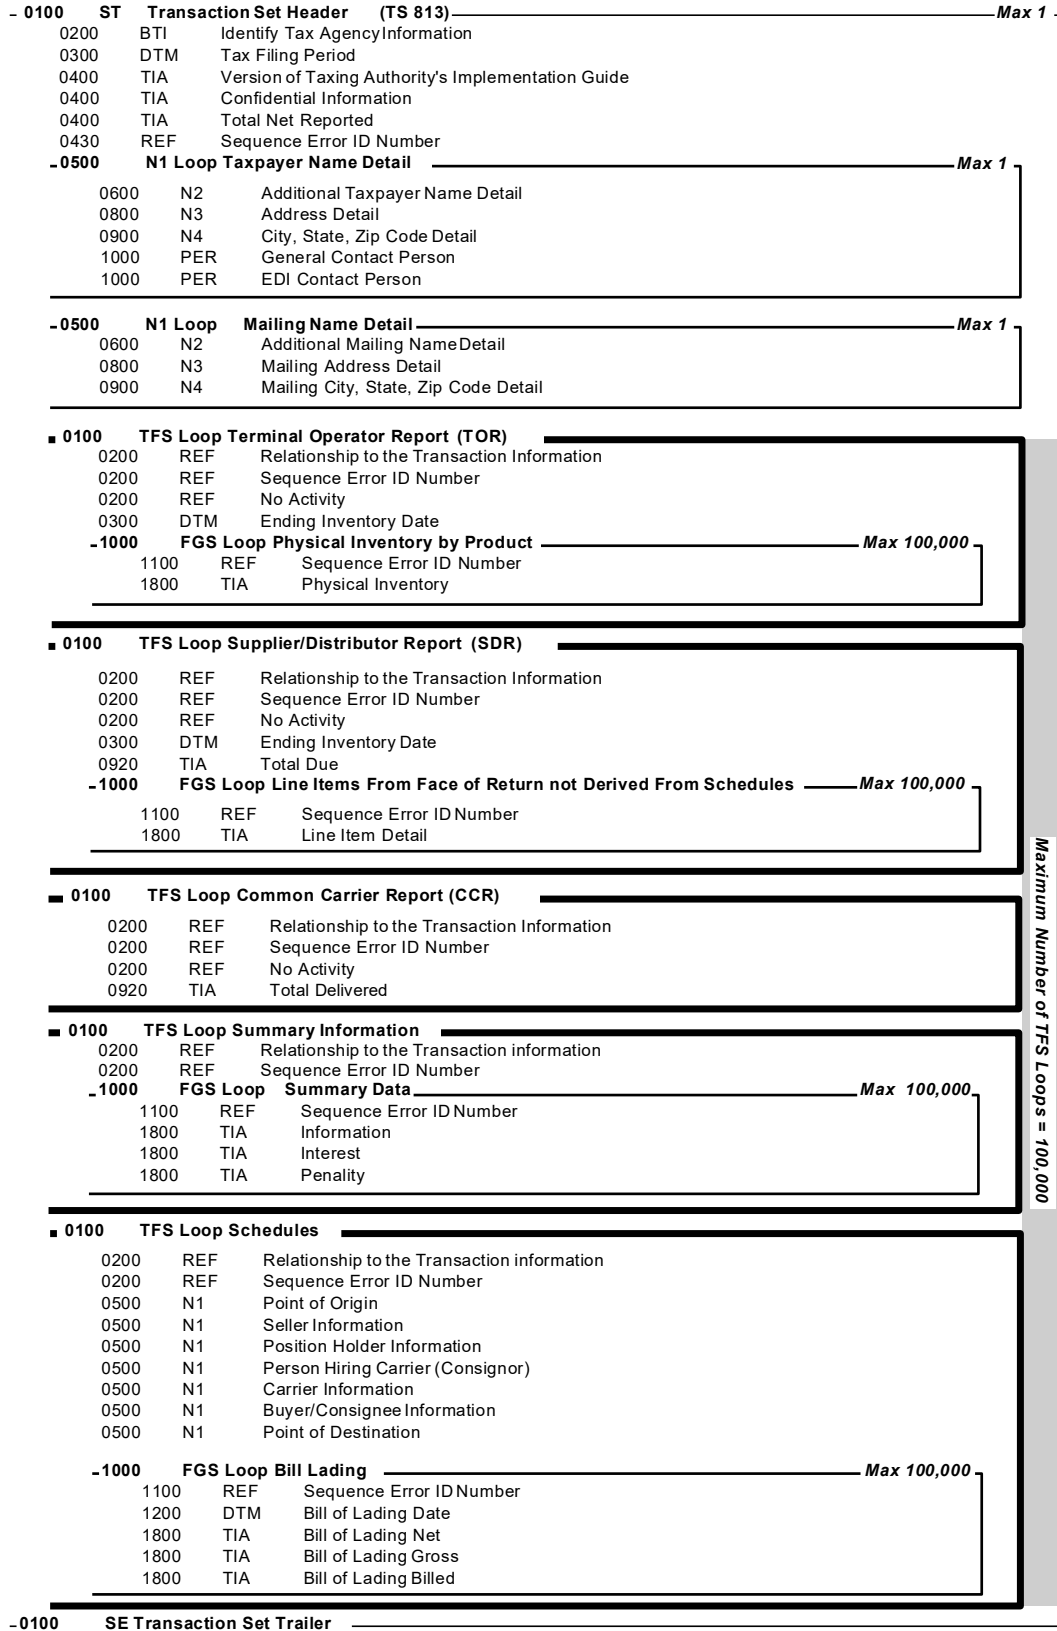 0100 ST Transaction Set Header (TS 813) Max 1
0200 BTI Identify Tax Agency Information
0300 DTM Tax Filing Period
0400 TIA Version of Taxing Authority's Implementation Guide
0400 TIA Confidential Information
0400 TIA Total Net Reported
0430 REF Sequence Error ID Number
0500 N1 Loop Taxpayer Name Detail Max 1
0600 N2 Additional Taxpayer Name Detail
0800 N3 Address Detail
0900 N4 City, State, Zip Code Detail
1000 PER General Contact Person
1000 PER EDI Contact Person
0500 N1 Loop Mailing Name Detail Max 1
0600 N2 Additional Mailing Name Detail
0800 N3 Mailing Address Detail
0900 N4 Mailing City, State, Zip Code Detail
0100 TFS Loop Terminal Operator Report (TOR)
0200 REF Relationship to the Transaction Information
0200 REF Sequence Error ID Number
0200 REF No Activity
0300 DTM Ending Inventory Date
1000 FGS Loop Physical Inventory by Product Max 100,000
1100 REF Sequence Error ID Number
1800 TIA Physical Inventory
0100 TFS Loop Supplier/Distributor Report (SDR)
0200 REF Relationship to the Transaction Information
0200 REF Sequence Error ID Number
0200 REF No Activity
0300 DTM Ending Inventory Date
0920 TIA Total Due
1000 FGS Loop Line Items From Face of Return not Derived From Schedules Max 100,000
1100 REF Sequence Error ID Number
1800 TIA Line Item Detail
0100 TFS Loop Common Carrier Report (CCR)
0200 REF Relationship to the Transaction Information
0200 REF Sequence Error ID Number
0200 REF No Activity
0920 TIA Total Delivered
0100 TFS Loop Summary Information
0200 REF Relationship to the Transaction information
0200 REF Sequence Error ID Number
1000 FGS Loop Summary Data Max 100,000
1100 REF Sequence Error ID Number
1800 TIA Information
1800 TIA Interest
1800 TIA Penality
0100 TFS Loop Schedules
0200 REF Relationship to the Transaction information
0200 REF Sequence Error ID Number
0500 N1 Point of Origin
0500 N1 Seller Information
0500 N1 Position Holder Information
0500 N1 Person Hiring Carrier (Consignor)
0500 N1 Carrier Information
0500 N1 Buyer/Consignee Information
0500 N1 Point of Destination
1000 FGS Loop Bill Lading Max 100,000
1100 REF Sequence Error ID Number
1200 DTM Bill of Lading Date
1800 TIA Bill of Lading Net
1800 TIA Bill of Lading Gross
1800 TIA Bill of Lading Billed
0100 SE Transaction Set Trailer
Maximum Number of TFS Loops = 100,000